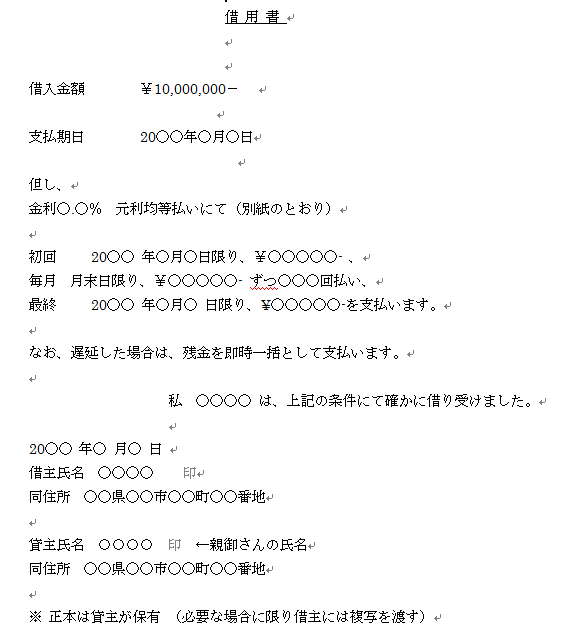 借 用 書
借入金額　　　　￥10,000,000－
支払期日　　　　20〇〇年〇月〇日
但し、
金利〇.〇%　元利均等払いにて（別紙のとおり）
初回　　20〇〇 年〇月〇日限り、￥〇〇〇〇〇- 、
毎月　月末日限り、￥〇〇〇〇〇- ずつ〇〇〇回払い、
最終　　20〇〇 年〇月〇 日限り、¥〇〇〇〇〇-を支払います。
なお、遅延した場合は、残金を即時一括として支払います。
私　〇〇〇〇 は、上記の条件にて確かに借り受けました。
20〇〇 年〇 月〇 日
借主氏名　〇〇〇〇　　印
同住所　〇〇県〇〇市〇〇町〇〇番地
貸主氏名　〇〇〇〇　印　←親御さんの氏名
同住所　〇〇県〇〇市〇〇町〇〇番地
※ 正本は貸主が保有　（必要な場合に限り借主には複写を渡す）